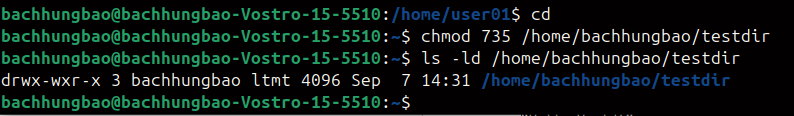 bachhungbao@bachhungbao-Vostro-15-5510:/home/user01$ cd
bachhungbao@bachhungbao-Vostro-15-5510:~$ chmod 735 /home/bachhungbao/testdir
bachhungbao@bachhungbao-Vostro-15-5510:~$ ls -ld /home/bachhungbao/testdir
drwx-wxr-x 3 bachhungbao ltmt 4096 Sep  7 14:31 /home/bachhungbao/testdir
bachhungbao@bachhungbao-Vostro-15-5510:~$